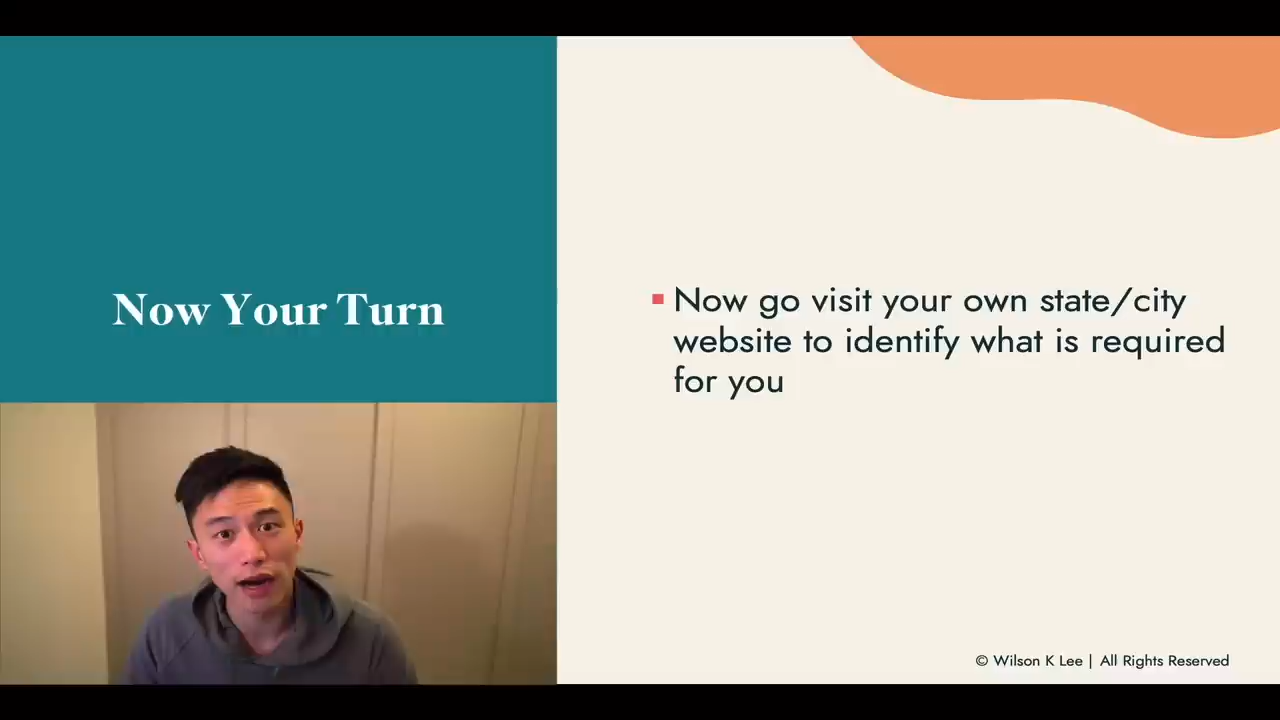 Now Your Turn
Now go visit your own state/city
website to identify what is required
for you
© Wilson K Lee | All Rights Reserved